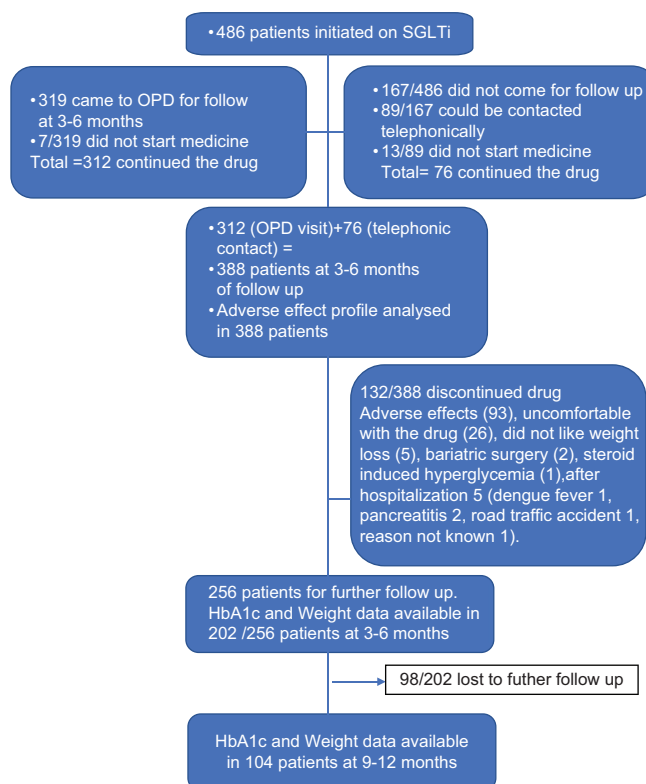 •486 patients initiated on SGLTi
•319 came to OPD for follow
at 3-6 months
•7/319 did not start medicine
Total =312 continued the drug
•167/486 did not come for follow up
•89/167 could be contacted
telephonically
•13/89 did not start medicine
Total= 76 continued the drug
•312 (OPD visit)+76 (telephonic
contact) =
•388 patients at 3-6 months
of follow up
•Adverse effect profile analysed
in 388 patients
132/388 discontinued drug
Adverse effects (93), uncomfortable
with the drug (26), did not like weight
loss (5), bariatric surgery (2), steroid
induced hyperglycemia (1),after
hospitalization 5 (dengue fever 1,
pancreatitis 2, road traffic accident 1,
reason not known 1).
256 patients for further follow up.
HbA1c and Weight data available in
202 /256 patients at 3-6 months
98/202 lost to futher follow up
HbA1c and Weight data available
in 104 patients at 9-12 months